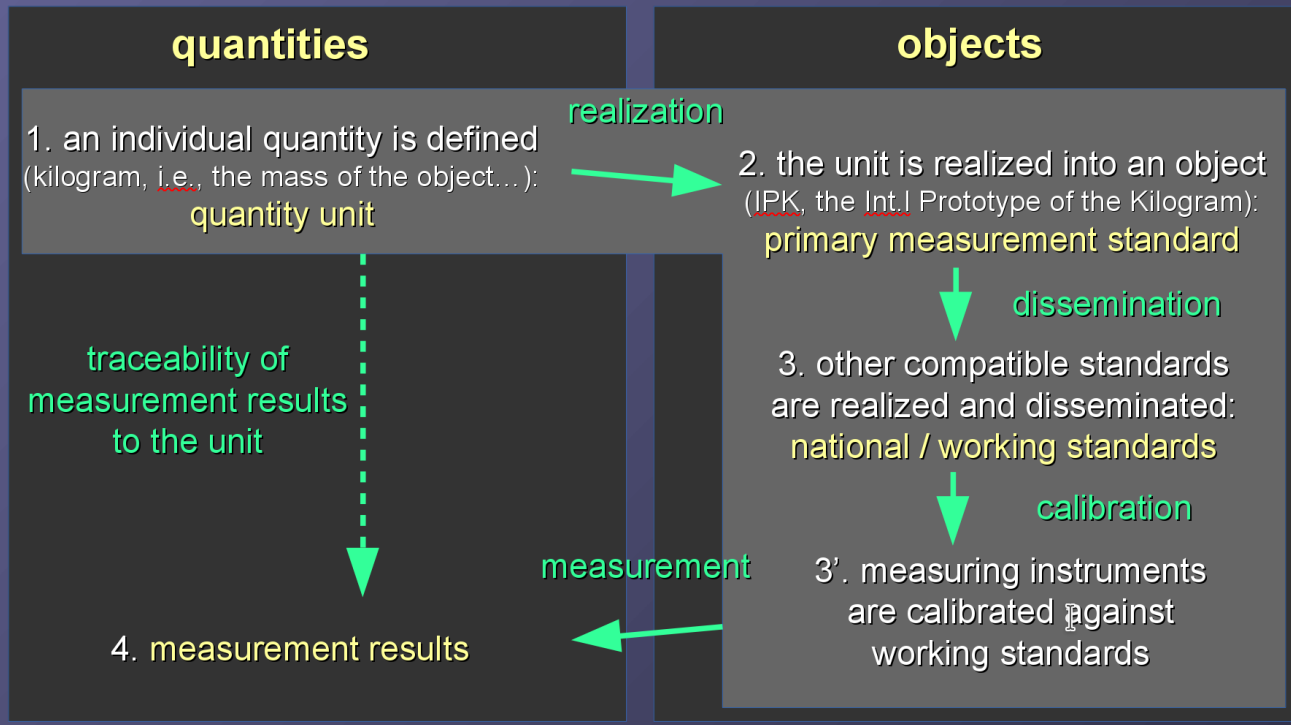 quantities
objects
realization
1. an individual quantity is defined
(kilogram, i.e., the mass of the object…):
quantity unit
2. the unit is realized into an object
(IPK, the Int.l Prototype of the Kilogram):
primary measurement standard
dissemination
traceability of
measurement results
to the unit
3. other compatible standards
are realized and disseminated:
national / working standards
calibration
measurement
3’. measuring instruments
are calibrated against
working standards
4. measurement results